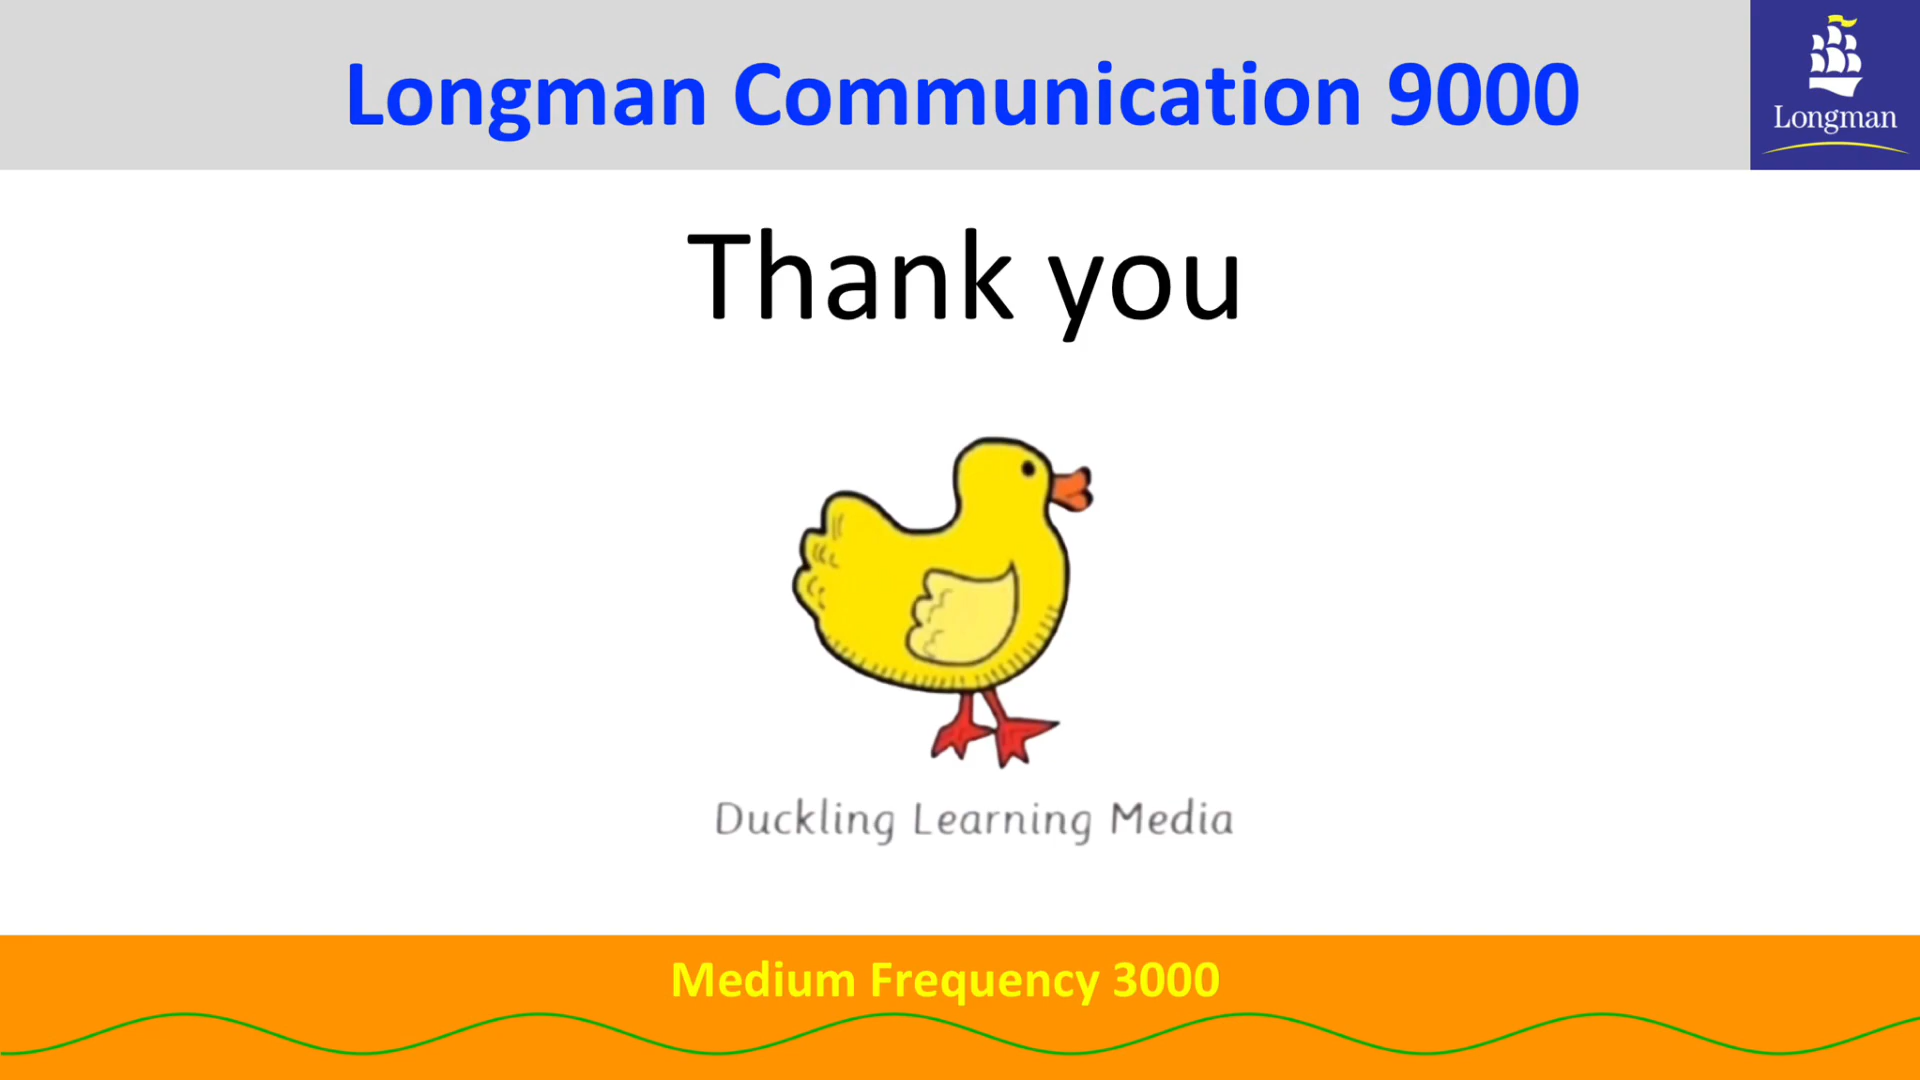 Longman Communication 9000
Longman
Thank you
Duckling Learning Media
Medium Frequency 3000